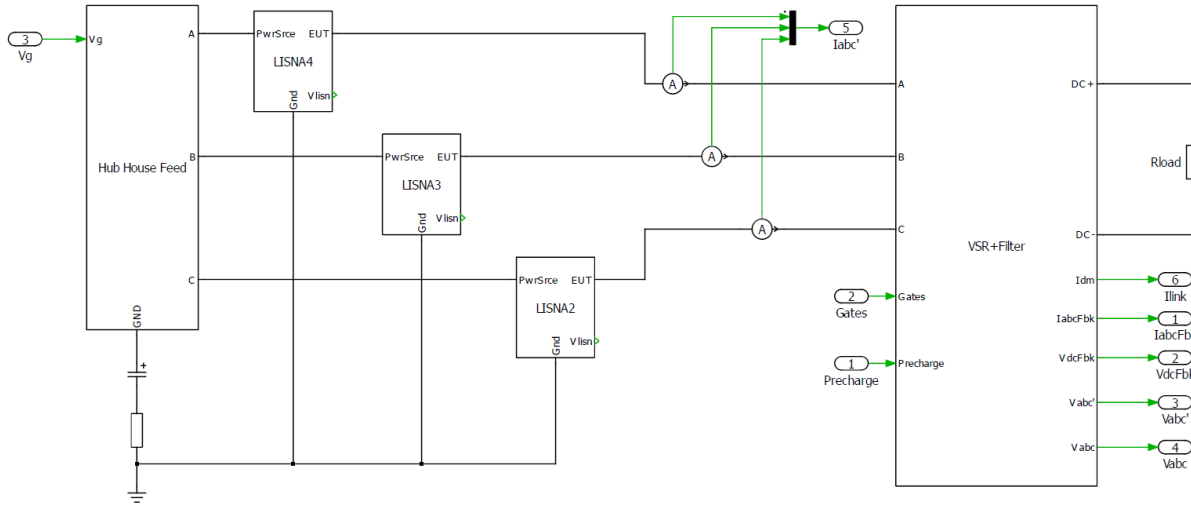 3
Vg
Vg
Hub House Feed
A
B
C
GND
PwrSrce EUT
LISNA4
Vlisn
Gnd
PwrSrce EUT
LISNA3
Vlisn
Gnd
PwrSrce EUT
LISNA2
Vlisn
Gnd
A
A
A
5
Iabc'
2
Gates
1
Precharge
A
B
C
Gates
Precharge
VSR+Filter
DC+
DC-
Idm
IabcFbk
VdcFbk
Vabc'
Vabc
Rload
6
Ilink
1
IabcFb
2
VdcFbk
3
Vabc'
4
Vabc